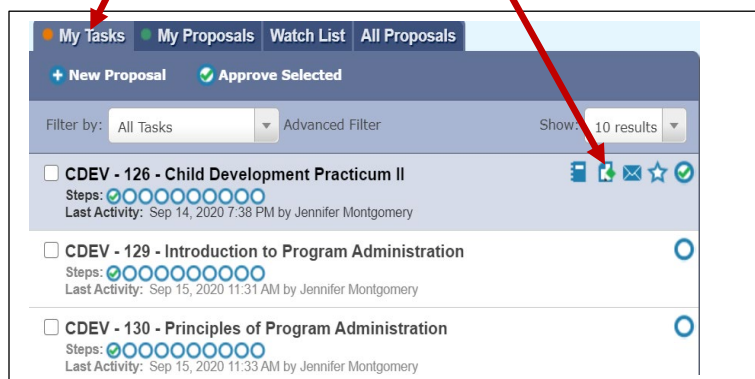 My Tasks My Proposals Watch List All Proposals
New Proposal Approve Selected
Filter by: All Tasks Advanced Filter Show: 10 results
CDEV - 126 - Child Development Practicum II
Steps:
Last Activity: Sep 14, 2020 7:38 PM by Jennifer Montgomery
CDEV - 129 - Introduction to Program Administration
Steps:
Last Activity: Sep 15, 2020 11:31 AM by Jennifer Montgomery
CDEV - 130 - Principles of Program Administration
Steps:
Last Activity: Sep 15, 2020 11:33 AM by Jennifer Montgomery